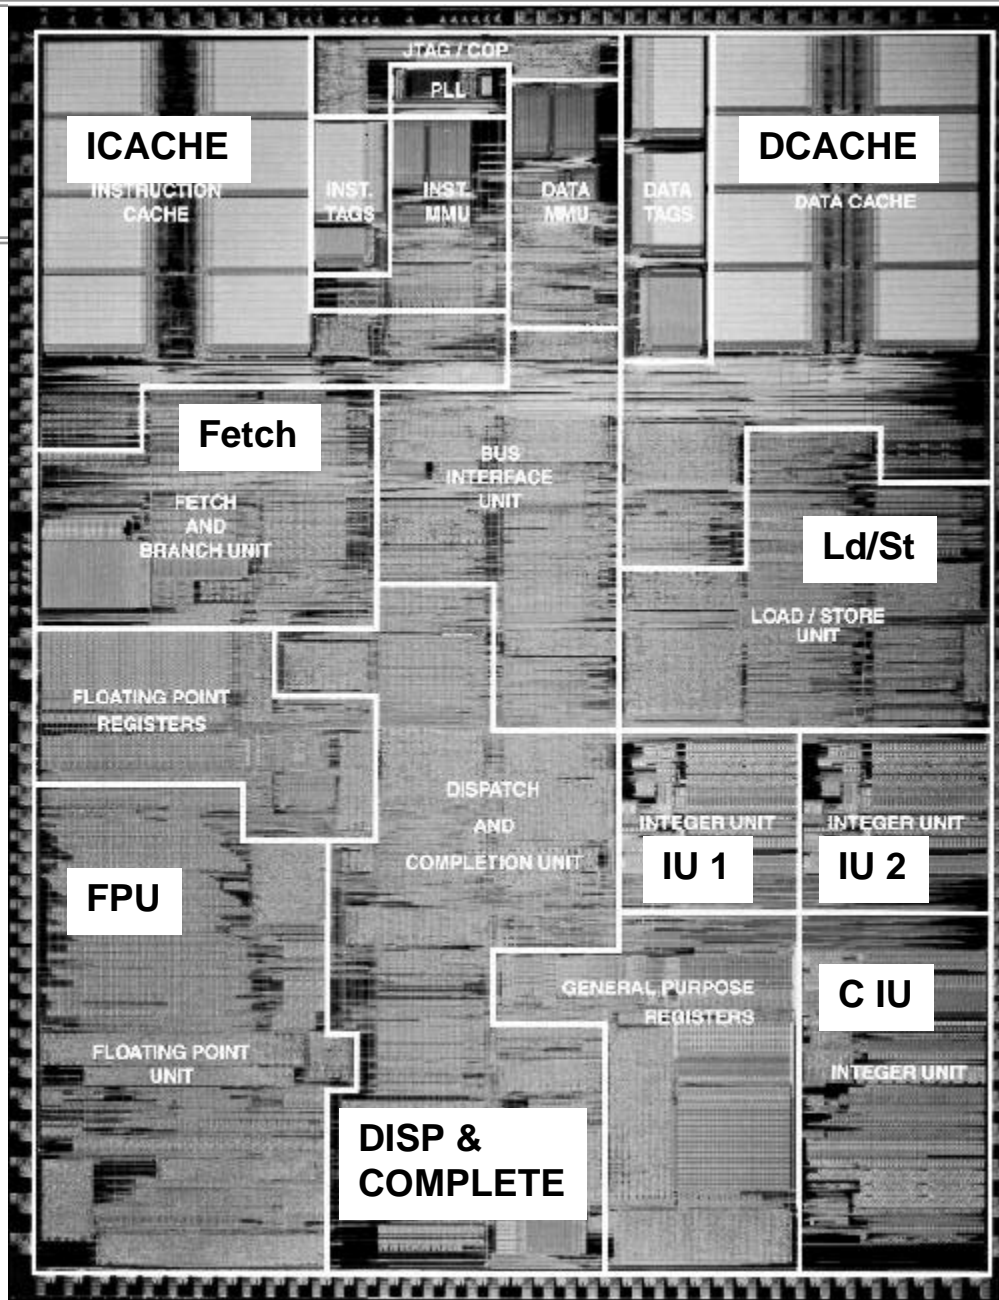 JTAG / COP
PLL
ICACHE
INSTRUCTION
CACHE
INST.
TAGS
INST.
MMU
DATA
MMU
DATA
TAGS
DCACHE
DATA CACHE
Fetch
FETCH
AND
BRANCH UNIT
BUS
INTERFACE
UNIT
Ld/St
LOAD / STORE
UNIT
FLOATING POINT
REGISTERS
DISPATCH
AND
COMPLETION UNIT
INTEGER UNIT
IU 1
INTEGER UNIT
IU 2
FPU
GENERAL PURPOSE
REGISTERS
C IU
INTEGER UNIT
FLOATING POINT
UNIT
DISP &
COMPLETE